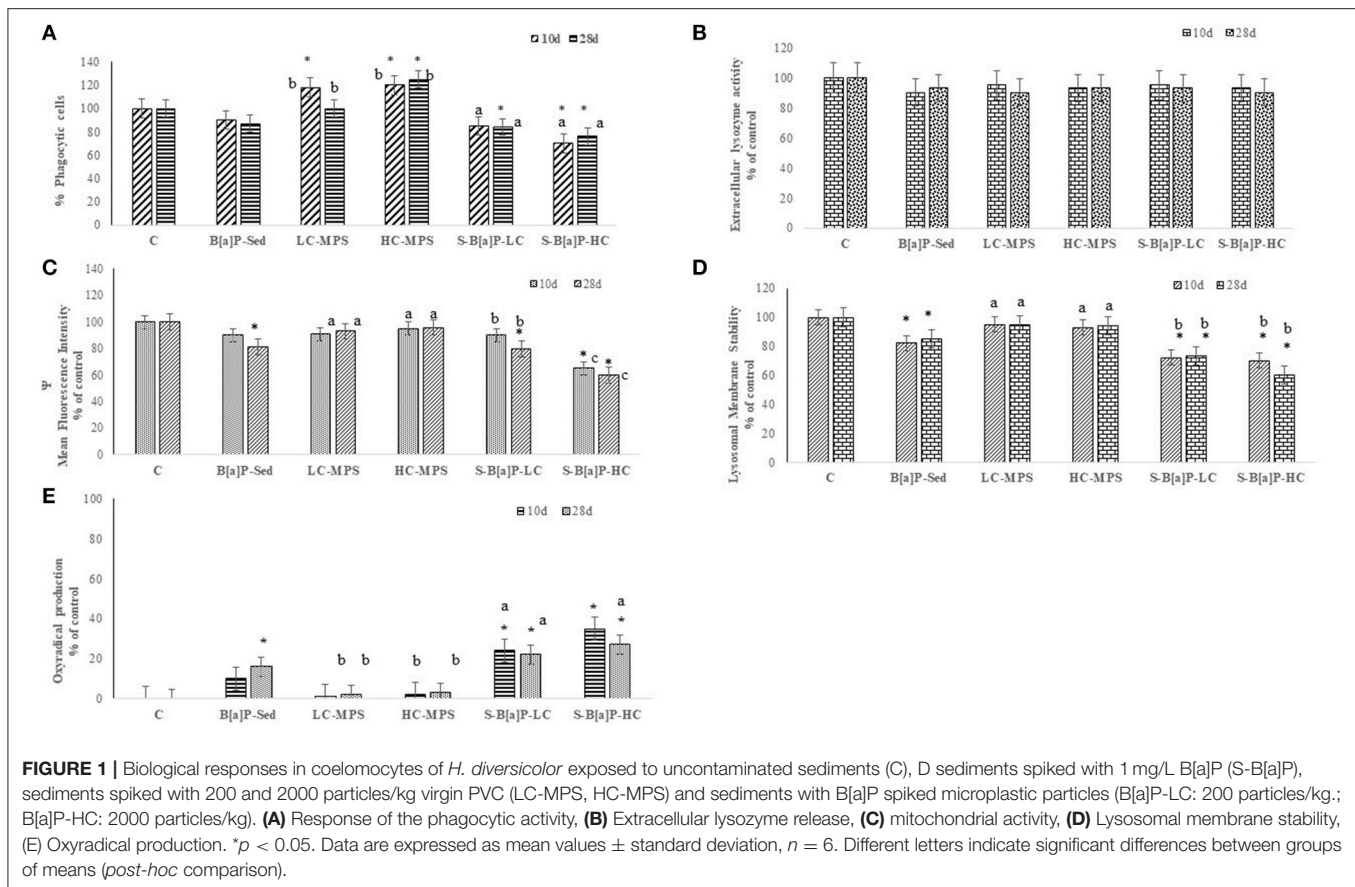 A
10d 28d
% Phagocytic cells
140
120
100
80
60
40
20
0
* * *
b b b b
a * a
* * a a
C B[a]P-Sed LC-MPS HC-MPS S-B[a]P-LC S-B[a]P-HC
B
10d 28d
Extracellular lysozyme activity
% of control
120
100
80
60
40
20
0
C B[a]P-Sed LC-MPS HC-MPS S-B[a]P-LC S-B[a]P-HC
C
10d 28d
Ψ
Mean Fluorescence Intensity
% of control
140
120
100
80
60
40
20
0
* a a a a b b * * c * c
C B[a]P-Sed LC-MPS HC-MPS S-B[a]P-LC S-B[a]P-HC
D
10d 28d
Lysosomal Membrane Stability
% of control
120
100
80
60
40
20
0
* * a a a a b b b b
* * * *
C B[a]P-Sed LC-MPS HC-MPS S-B[a]P-LC S-B[a]P-HC
E
10d 28d
Oxyradical production
% of control
100
80
60
40
20
0
* b b b b a * * a * a *
C B[a]P-Sed LC-MPS HC-MPS S-B[a]P-LC S-B[a]P-HC
FIGURE 1 | Biological responses in coelomocytes of H. diversicolor exposed to uncontaminated sediments (C), D sediments spiked with 1 mg/L B[a]P (S-B[a]P),
sediments spiked with 200 and 2000 particles/kg virgin PVC (LC-MPS, HC-MPS) and sediments with B[a]P spiked microplastic particles (B[a]P-LC: 200 particles/kg.;
B[a]P-HC: 2000 particles/kg). (A) Response of the phagocytic activity, (B) Extracellular lysozyme release, (C) mitochondrial activity, (D) Lysosomal membrane stability,
(E) Oxyradical production. *p < 0.05. Data are expressed as mean values ± standard deviation, n = 6. Different letters indicate significant differences between groups
of means (post-hoc comparison).